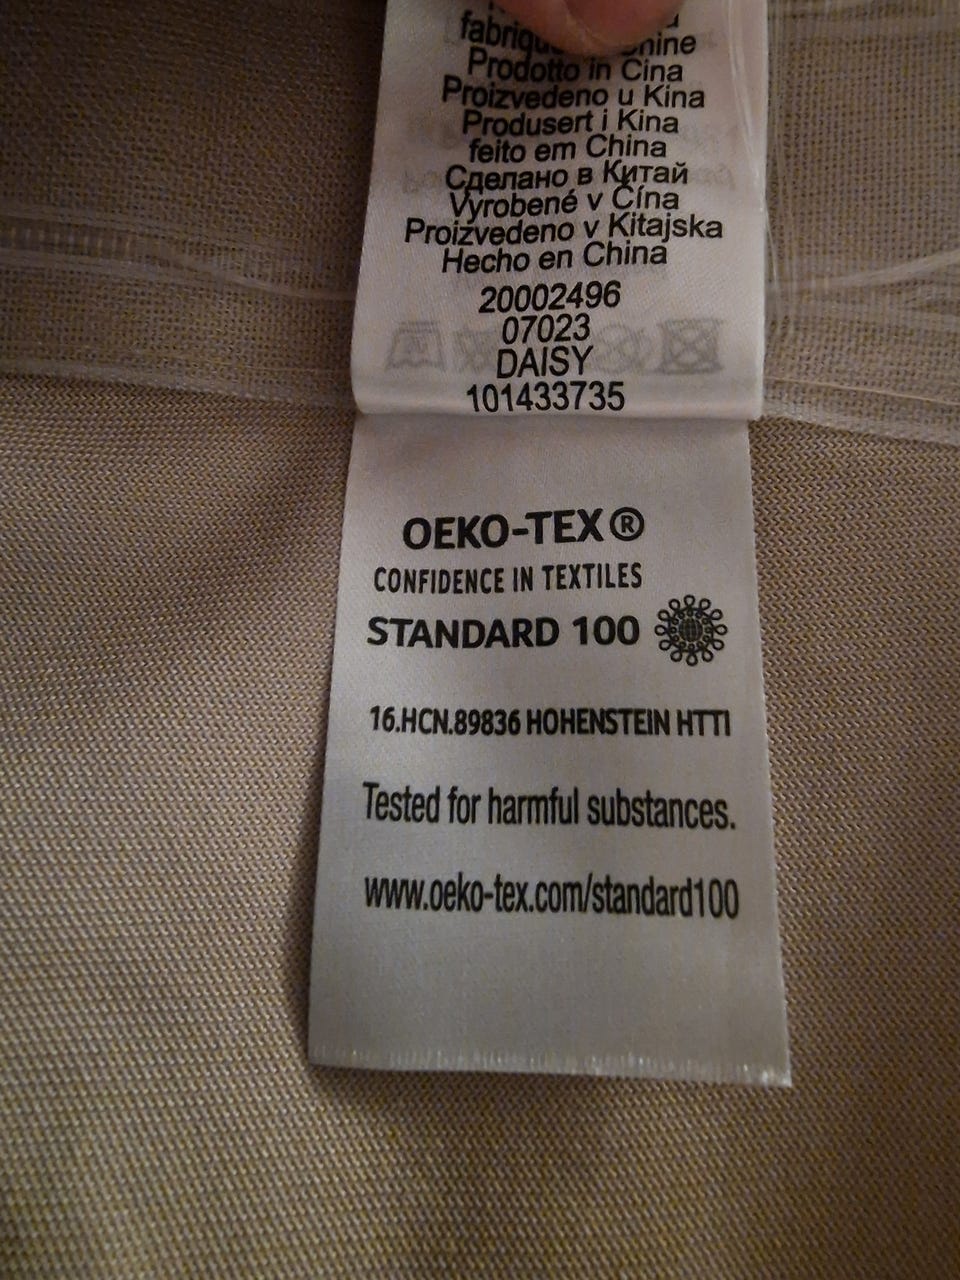 Prodotto in Cina
Proizvedeno u Kina
Produsert i Kina
feito em China
Сделано в Китай
Vyrobené v Čína
Proizvedeno v Kitajska
Hecho en China
20002496
07023
DAISY
101433735
OEKO-TEX®
CONFIDENCE IN TEXTILES
STANDARD 100
16.HCN.89836 HOHENSTEIN HTTI
Tested for harmful substances.
www.oeko-tex.com/standard100